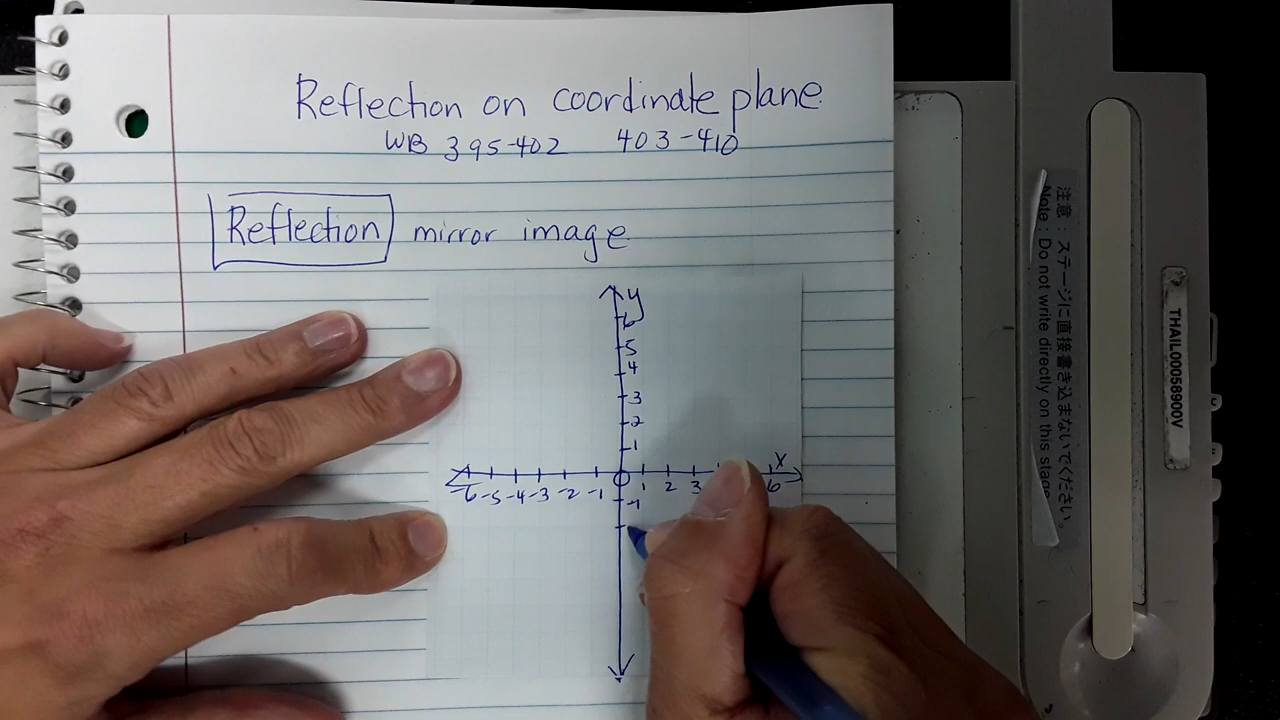 Reflection on coordinate plane
WB 395-402 403-410
Reflection mirror image
y
6
5
4
3
2
1
x
-6 -5 -4 -3 -2 -1 0 1 2 3 6
-1
注意：ステージに直接書き込まないでください。
Note : Do not write directly on this stage
THAIL00058900V